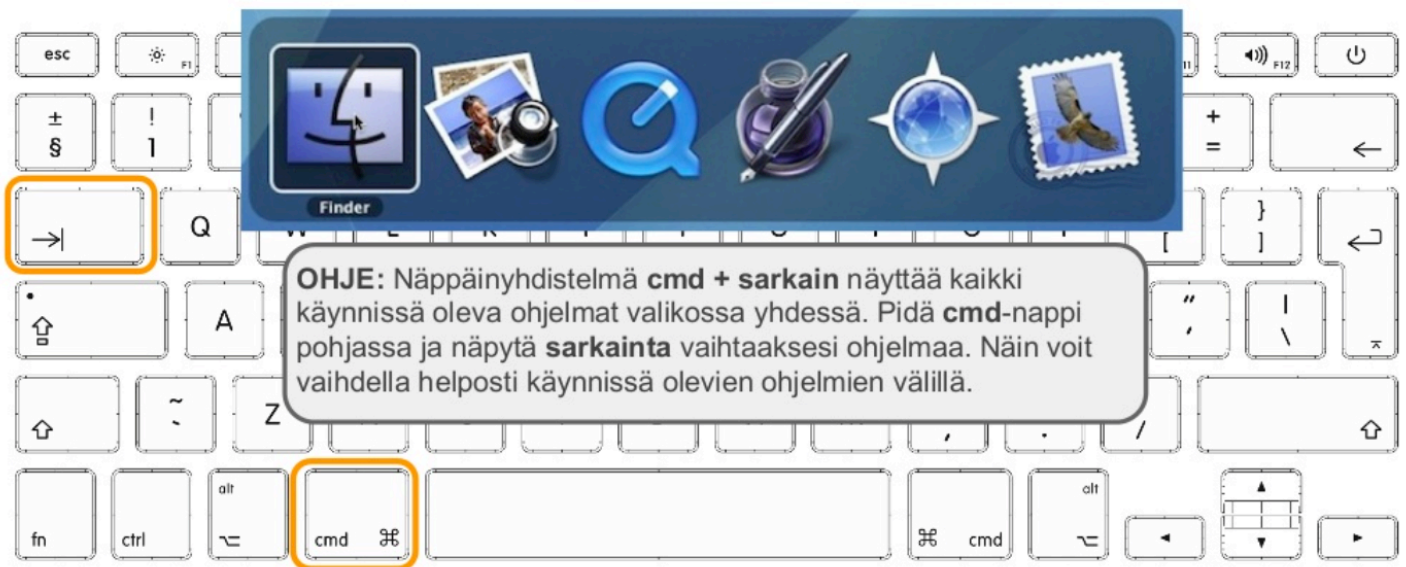 esc F1 F11 F12
± ! + ←
§ 1 =
→| Q W E R T Y U I O P [ } ]
Finder
OHJE: Näppäinyhdistelmä cmd + sarkain näyttää kaikki
käynnissä oleva ohjelmat valikossa yhdessä. Pidä cmd-nappi
pohjassa ja näpytä sarkainta vaihtaaksesi ohjelmaa. Näin voit
vaihdella helposti käynnissä olevien ohjelmien välillä.
A " ' | \
~ ` Z , . /
alt alt
fn ctrl ⌥ cmd ⌘ ⌘ cmd ⌥